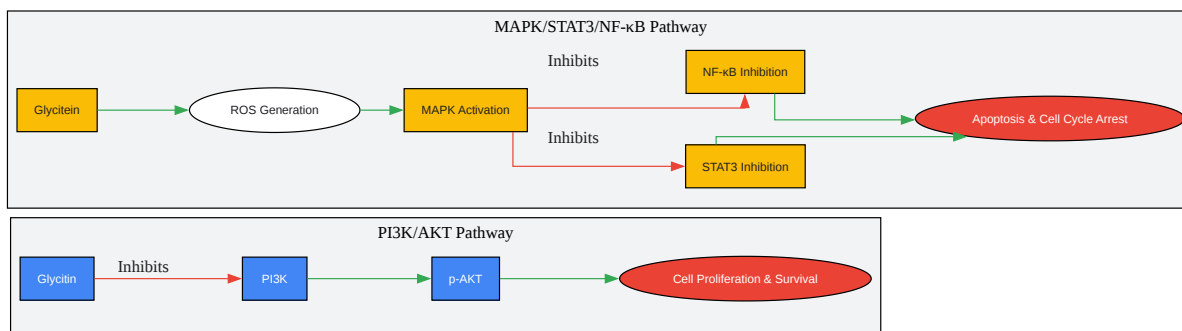 MAPK/STAT3/NF-κB Pathway
Inhibits
NF-κB Inhibition
Glycitein
ROS Generation
MAPK Activation
Apoptosis & Cell Cycle Arrest
Inhibits
STAT3 Inhibition
PI3K/AKT Pathway
Glycitin
Inhibits
PI3K
p-AKT
Cell Proliferation & Survival